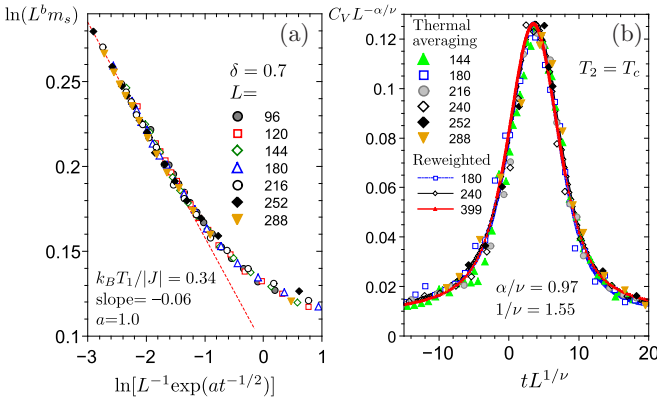 ln(L^b m_s)
(a)
δ = 0.7
L=
96
120
144
180
216
252
288
k_BT_1/|J| = 0.34
slope= −0.06
a=1.0
0.25
0.2
0.15
0.1
−3
−2
−1
0
1
ln[L^{-1}exp(at^{-1/2})]
C_V L^{-α/ν}
(b)
Thermal
averaging
144
180
216
240
252
288
T_2 = T_c
Reweighted
180
240
399
α/ν = 0.97
1/ν = 1.55
0.12
0.1
0.08
0.06
0.04
0.02
0
−10
0
10
20
tL^{1/ν}